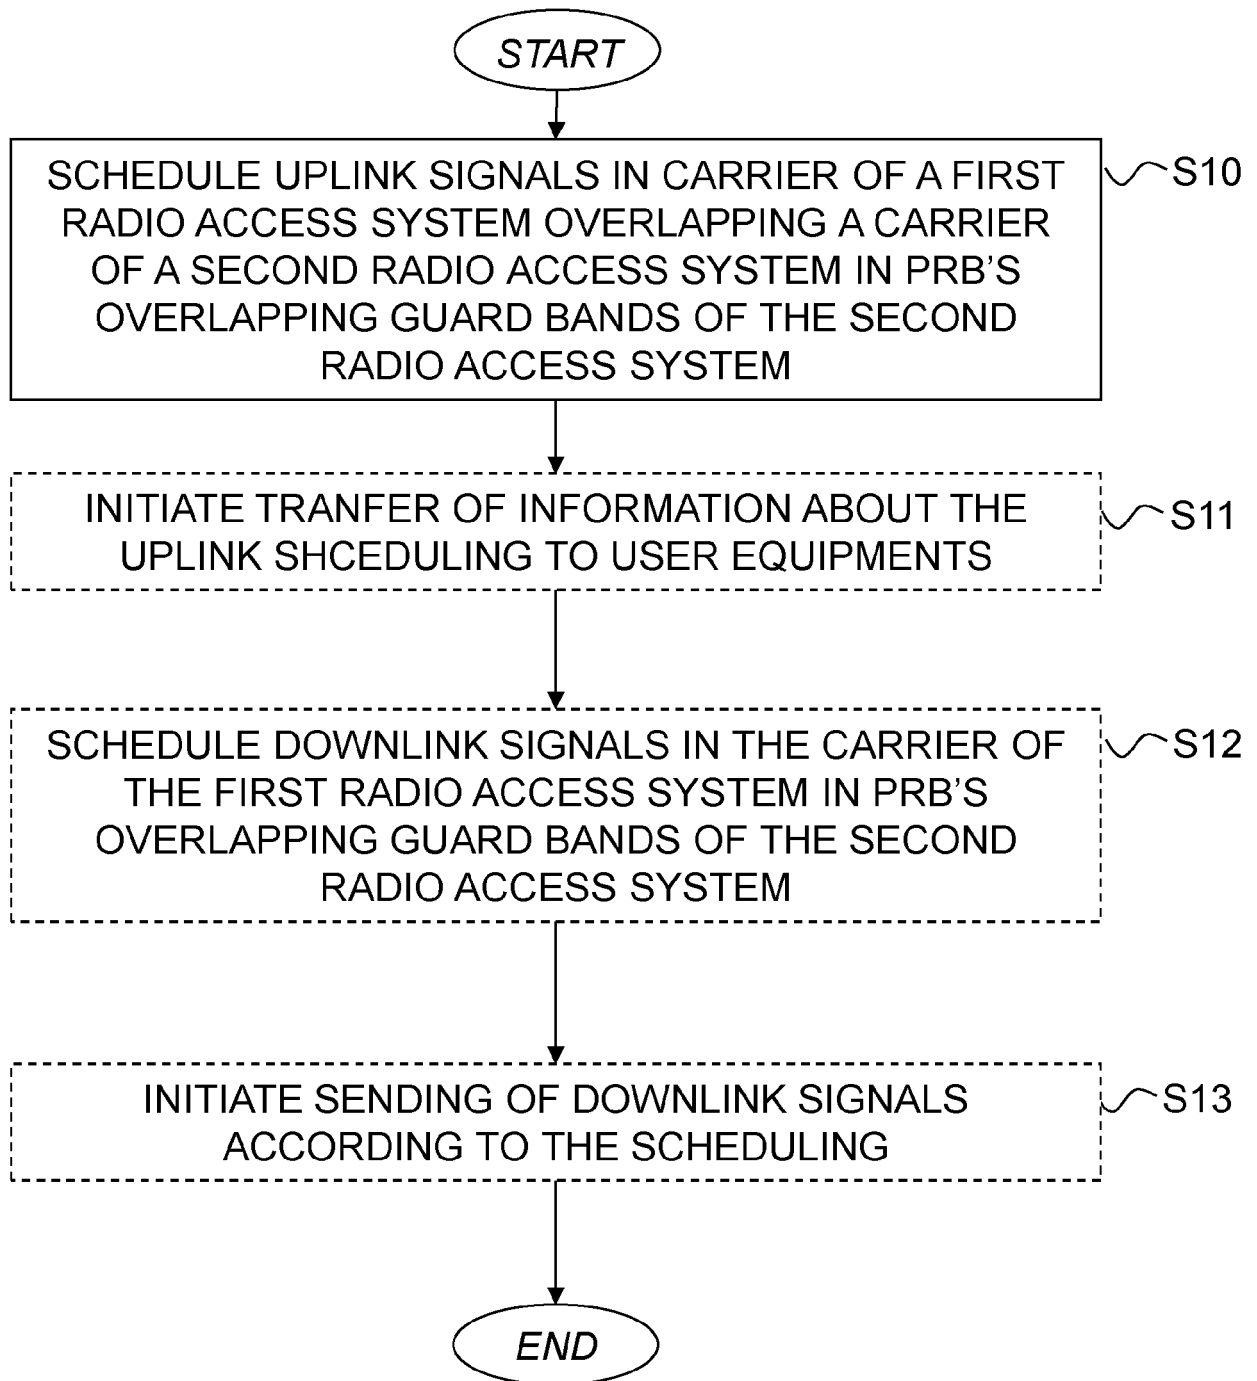 START
SCHEDULE UPLINK SIGNALS IN CARRIER OF A FIRST
RADIO ACCESS SYSTEM OVERLAPPING A CARRIER
OF A SECOND RADIO ACCESS SYSTEM IN PRB'S
OVERLAPPING GUARD BANDS OF THE SECOND
RADIO ACCESS SYSTEM
S10
INITIATE TRANFER OF INFORMATION ABOUT THE
UPLINK SHCEDULING TO USER EQUIPMENTS
S11
SCHEDULE DOWNLINK SIGNALS IN THE CARRIER OF
THE FIRST RADIO ACCESS SYSTEM IN PRB'S
OVERLAPPING GUARD BANDS OF THE SECOND
RADIO ACCESS SYSTEM
S12
INITIATE SENDING OF DOWNLINK SIGNALS
ACCORDING TO THE SCHEDULING
S13
END